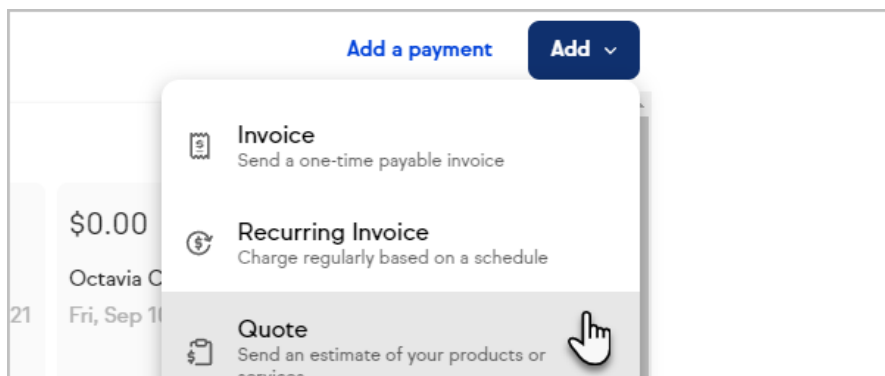 Add a payment
Add
Invoice
Send a one-time payable invoice
$0.00
Recurring Invoice
Charge regularly based on a schedule
Octavia
21
Fri, Sep
Quote
Send an estimate of your products or
services